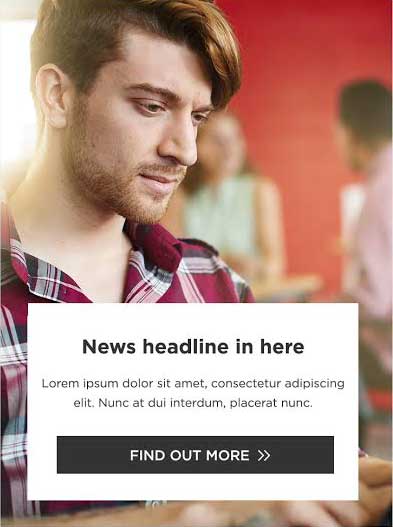 News headline in here
Lorem ipsum dolor sit amet, consectetur adipiscing
elit. Nunc at dui interdum, placerat nunc.
FIND OUT MORE »